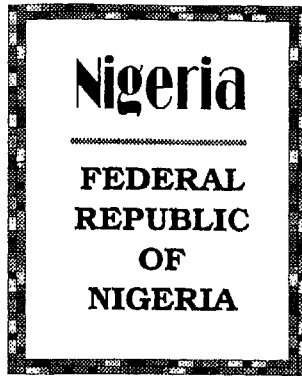 Nigeria
FEDERAL
REPUBLIC
OF
NIGERIA